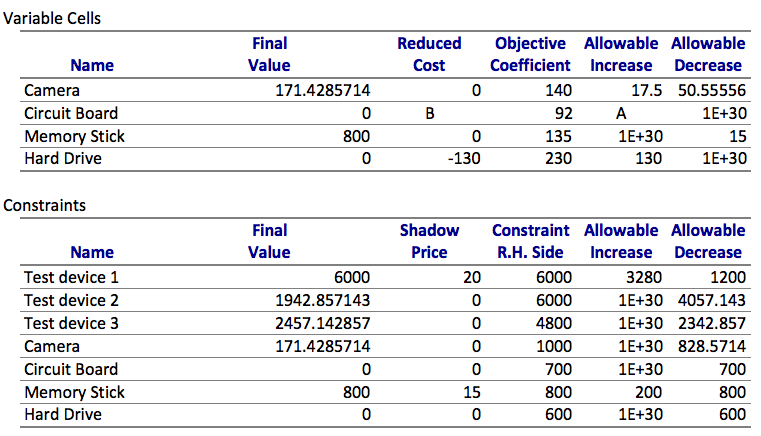 Variable Cells
Final Reduced Objective Allowable Allowable
Name Value Cost Coefficient Increase Decrease
Camera 171.4285714 0 140 17.5 50.55556
Circuit Board 0 B 92 A 1E+30
Memory Stick 800 0 135 1E+30 15
Hard Drive 0 -130 230 130 1E+30
Constraints
Final Shadow Constraint Allowable Allowable
Name Value Price R.H. Side Increase Decrease
Test device 1 6000 20 6000 3280 1200
Test device 2 1942.857143 0 6000 1E+30 4057.143
Test device 3 2457.142857 0 4800 1E+30 2342.857
Camera 171.4285714 0 1000 1E+30 828.5714
Circuit Board 0 0 700 1E+30 700
Memory Stick 800 15 800 200 800
Hard Drive 0 0 600 1E+30 600